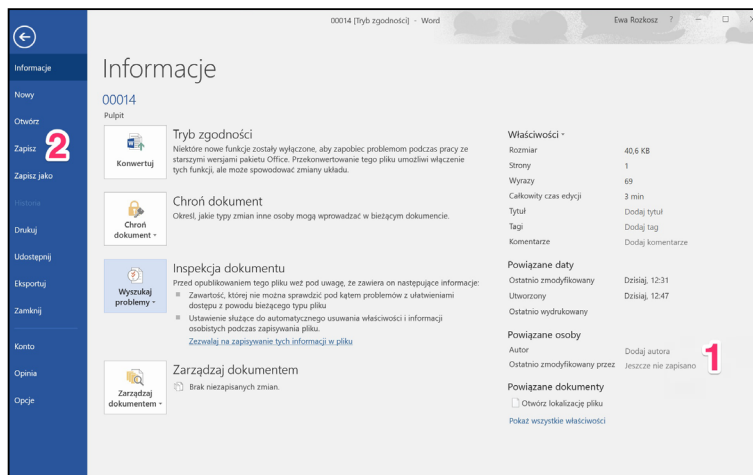 00014 [Tryb zgodności] - Word
Ewa Rozkosz ?
Informacje
Nowy
Otwórz
Zapisz
2
Zapisz jako
Historia
Drukuj
Udostępnij
Eksportuj
Zamknij
Konto
Opinia
Opcje
Informacje
00014
Pulpit
Konwertuj
Tryb zgodności
Niektóre nowe funkcje zostały wyłączone, aby zapobiec problemom podczas pracy ze
starszymi wersjami pakietu Office. Przekonwertowanie tego pliku umożliwi włączenie
tych funkcji, ale może spowodować zmiany układu.
Chroń
dokument
Chroń dokument
Określ, jakie typy zmian inne osoby mogą wprowadzać w bieżącym dokumencie.
Wyszukaj
problemy
Inspekcja dokumentu
Przed opublikowaniem tego pliku weź pod uwagę, że zawiera on następujące informacje:
Zawartość, której nie można sprawdzić pod kątem problemów z ułatwieniami
dostępu z powodu bieżącego typu pliku
Ustawienie służące do automatycznego usuwania właściwości i informacji
osobistych podczas zapisywania pliku.
Zezwalaj na zapisywanie tych informacji w pliku
Zarządzaj
dokumentem
Zarządzaj dokumentem
Brak niezapisanych zmian.
Właściwości
Rozmiar 40,6 KB
Strony 1
Wyrazy 69
Całkowity czas edycji 3 min
Tytuł Dodaj tytuł
Tagi Dodaj tag
Komentarze Dodaj komentarze
Powiązane daty
Ostatnio zmodyfikowany Dzisiaj, 12:31
Utworzony Dzisiaj, 12:47
Ostatnio wydrukowany
Powiązane osoby
Autor Dodaj autora
1
Ostatnio zmodyfikowany przez Jeszcze nie zapisano
Powiązane dokumenty
Otwórz lokalizację pliku
Pokaż wszystkie właściwości